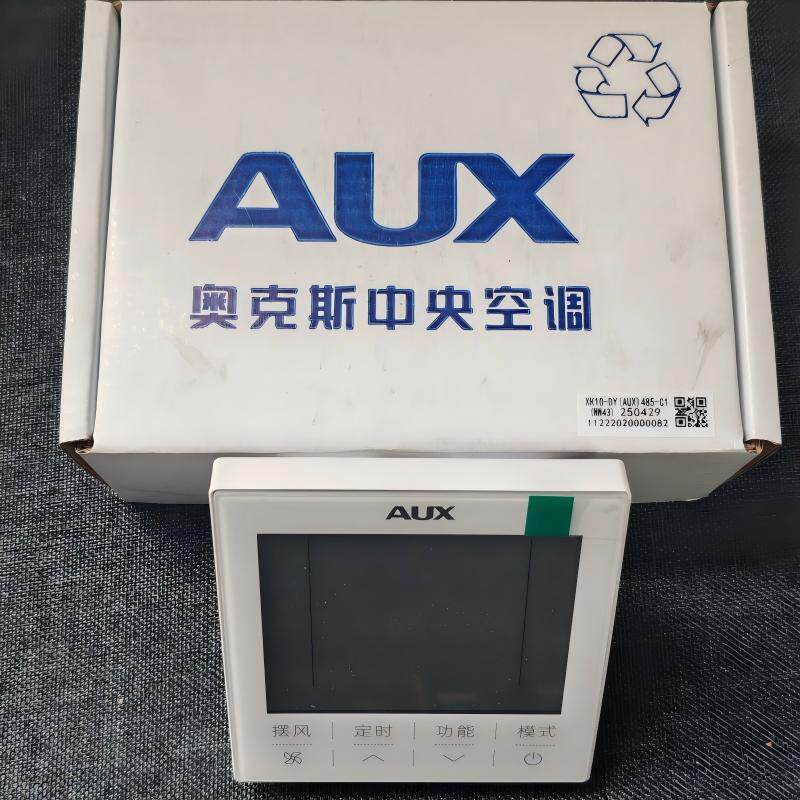 AUX
奥克斯中央空调
XK10-DY(AUX)485-C1
(NN43) 250429
11222020000082
AUX
摆风 定时 功能 模式